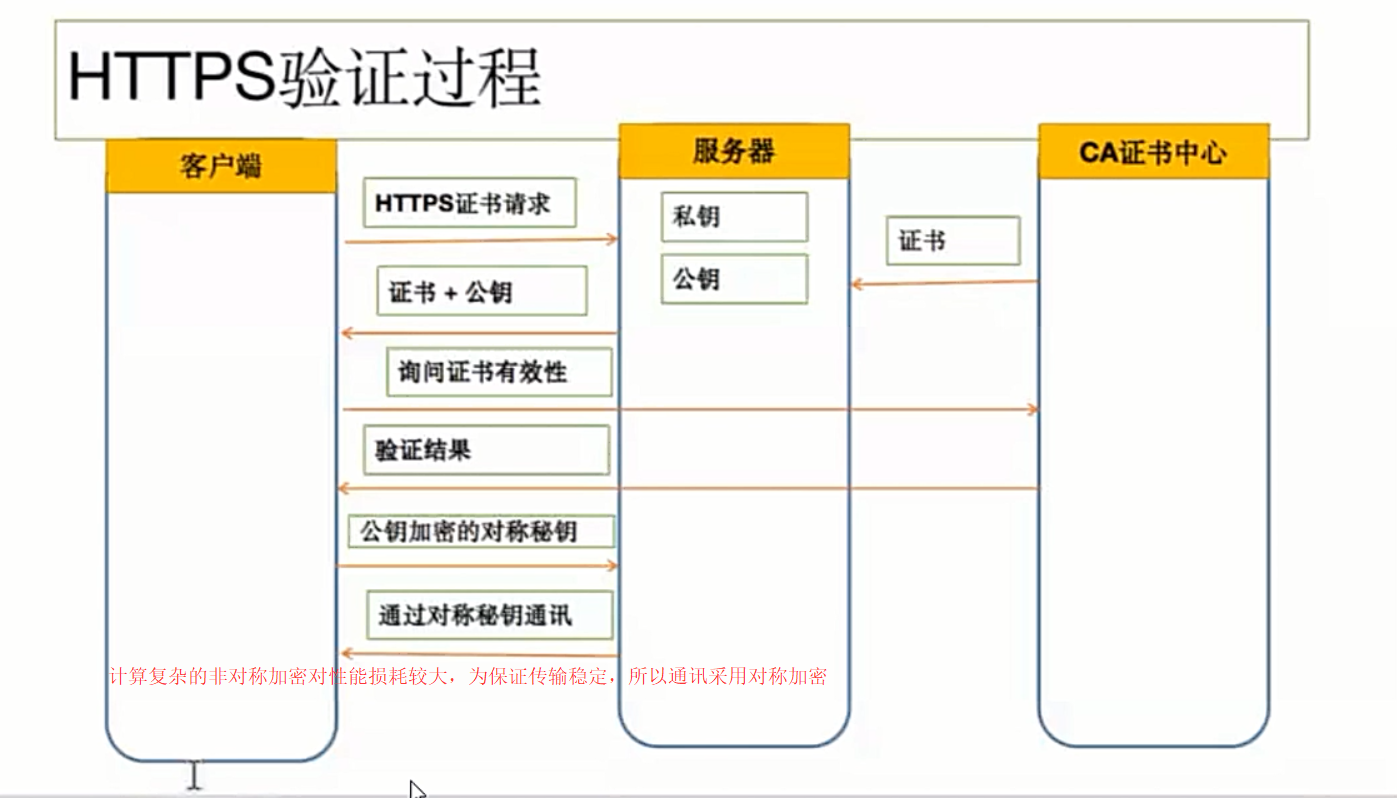 HTTPS验证过程
客户端
服务器
CA证书中心
HTTPS证书请求
私钥
证书
公钥
证书 + 公钥
询问证书有效性
验证结果
公钥加密的对称秘钥
通过对称秘钥通讯
计算复杂的非对称加密对性能损耗较大，为保证传输稳定，所以通讯采用对称加密